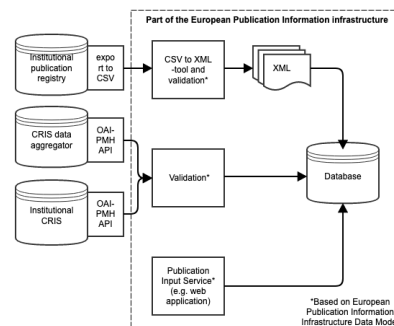 Part of the European Publication Information infrastructure
Institutional
publication
registry
expo
rt to
CSV
CSV to XML
-tool and
validation*
XML
CRIS data
aggregator
OAI-
PMH
API
Validation*
Database
Institutional
CRIS
OAI-
PMH
API
Publication
Input Service*
(e.g. web
application)
*Based on European
Publication Information
Infrastructure Data Mode